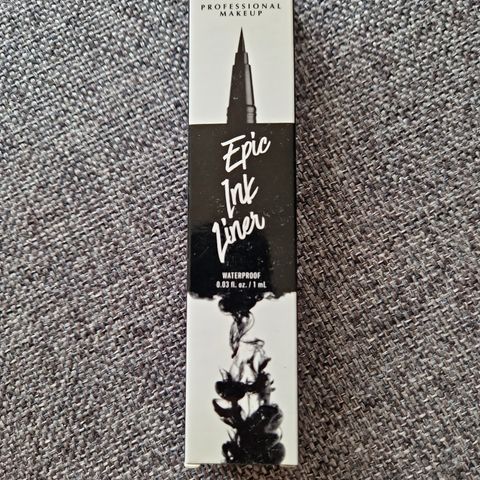 PROFESSIONAL
MAKEUP
Epic
Ink
Liner
WATERPROOF
0.03 fl. oz. / 1 mL